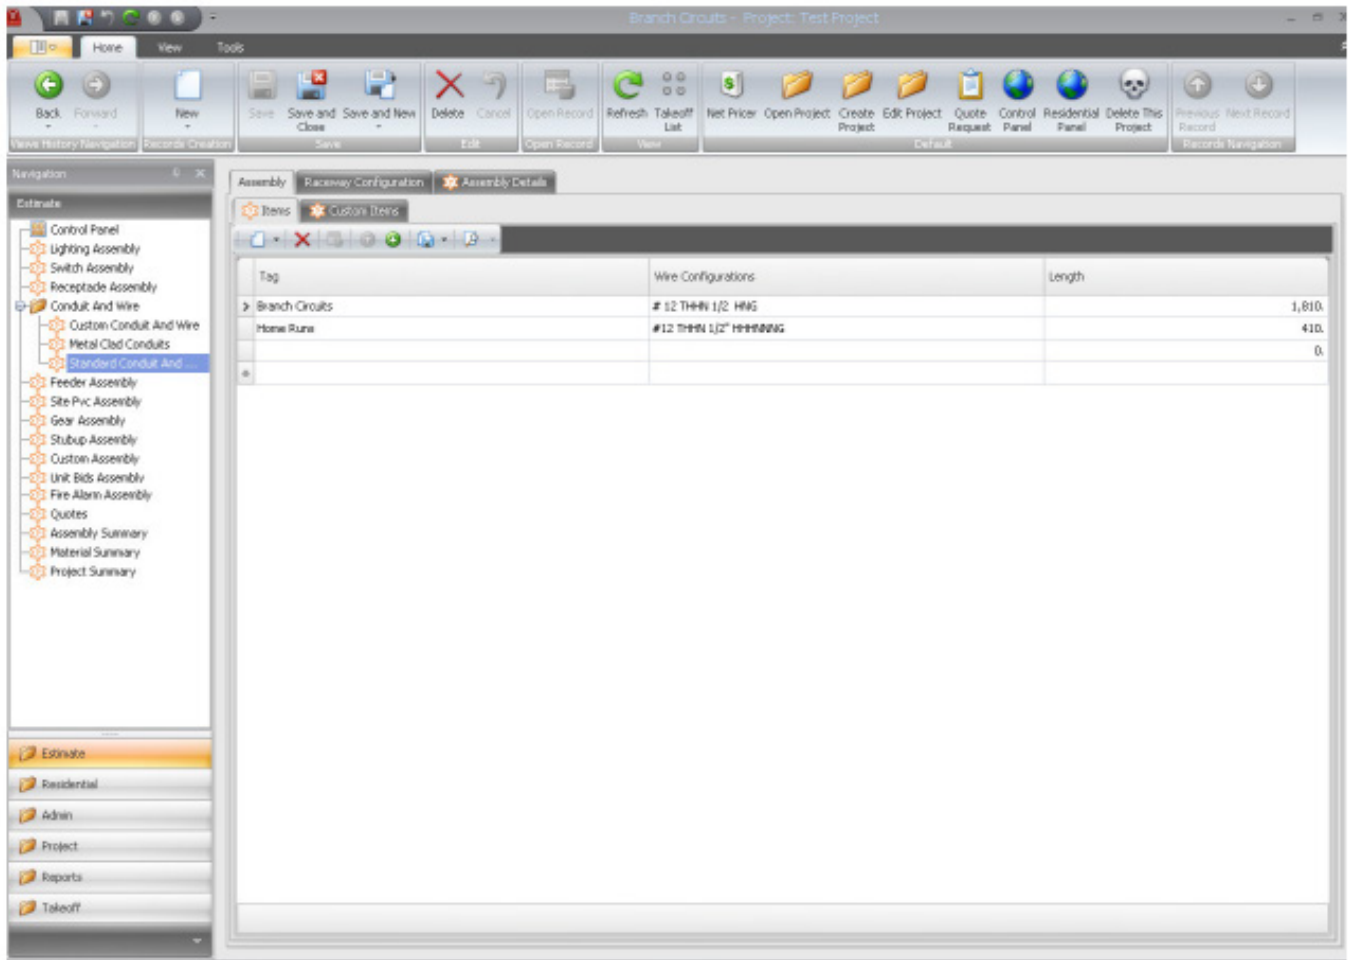 Branch Circuits - Project: Test Project
Home View Tools
Back Forward New Save Save and Close Save and New Delete Cancel Open Record Refresh Takeoff List Net Pricer Open Project Create Project Edit Project Quote Request Control Panel Residential Panel Delete This Project Previous Record Next Record
Views History Navigation Records Creation Save Edit Open Record View Default Records Navigation
Navigation
Estimate
Control Panel
Lighting Assembly
Switch Assembly
Receptacle Assembly
Conduit And Wire
Custom Conduit And Wire
Metal Clad Conduits
Standard Conduit And ...
Feeder Assembly
Site Pvc Assembly
Gear Assembly
Stubup Assembly
Custom Assembly
Unit Bids Assembly
Fire Alarm Assembly
Quotes
Assembly Summary
Material Summary
Project Summary
Estimate
Residential
Admin
Project
Reports
Takeoff
Assembly Raceway Configuration Assembly Details
Items Custom Items
Tag Wire Configurations Length
Branch Circuits # 12 THHN 1/2 HNG 1,810.
Home Runs #12 THHN 1/2" HHHNNNG 410.
0.